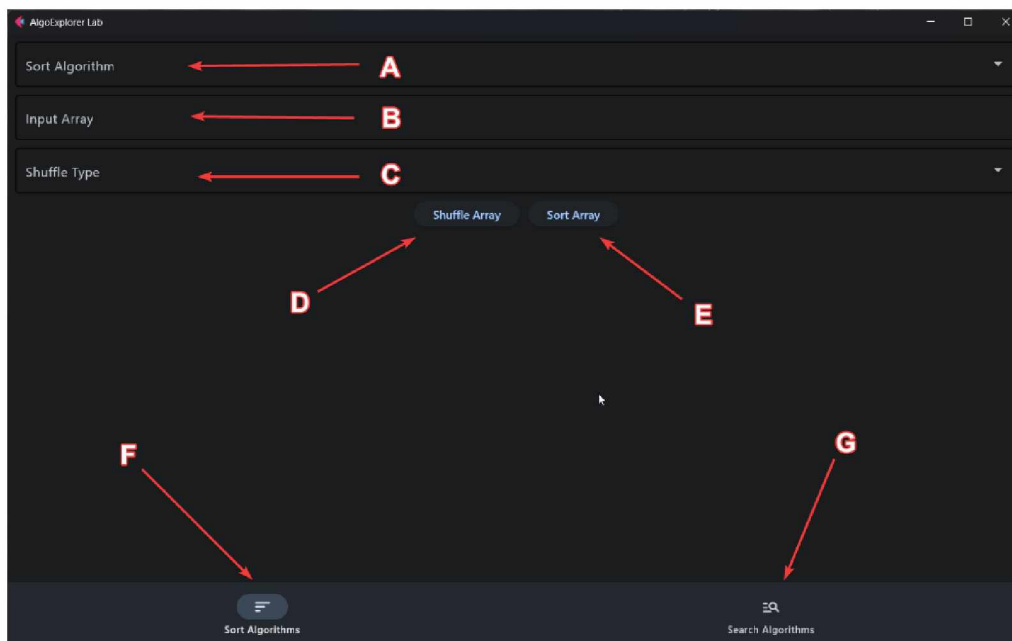 AlgoExplorer Lab
Sort Algorithm
A
Input Array
B
Shuffle Type
C
Shuffle Array Sort Array
D
E
F
G
Sort Algorithms
Search Algorithms